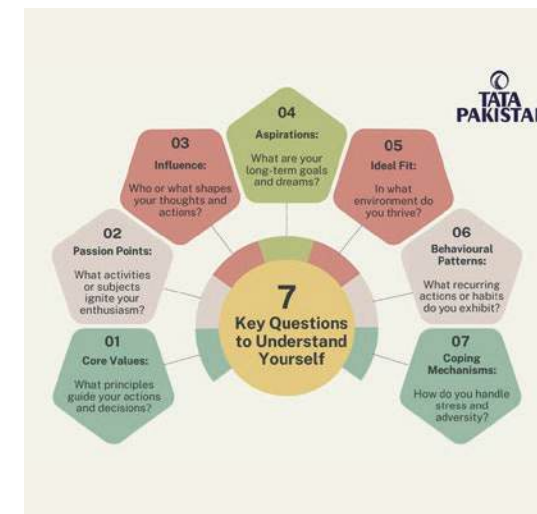 TATA
PAKISTAN
04
Aspirations:
What are your
long-term goals
and dreams?
03
Influence:
Who or what shapes
your thoughts and
actions?
05
Ideal Fit:
In what
environment do
you thrive?
02
Passion Points:
What activities
or subjects
ignite your
enthusiasm?
06
Behavioural
Patterns:
What recurring
actions or habits
do you exhibit?
7
Key Questions
to Understand
Yourself
01
Core Values:
What principles
guide your actions
and decisions?
07
Coping
Mechanisms:
How do you handle
stress and
adversity?